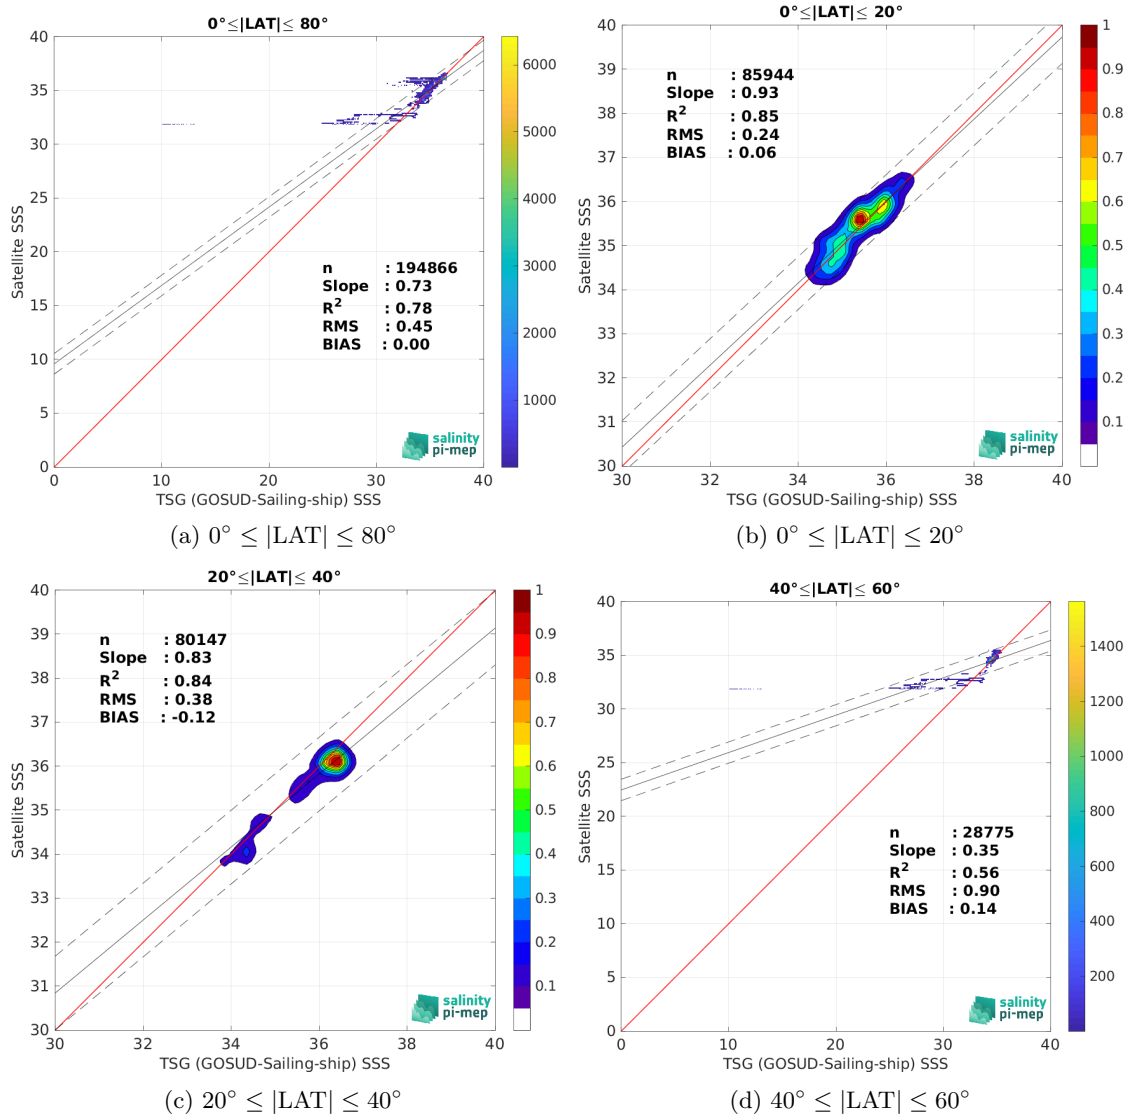 0°≤|LAT|≤ 80°
40
35
30
25
20
15
10
5
0
0
10
20
30
40
Satellite SSS
TSG (GOSUD-Sailing-ship) SSS
n : 194866
Slope : 0.73
R² : 0.78
RMS : 0.45
BIAS : 0.00
salinity
pi-mep
6000
5000
4000
3000
2000
1000
(a) 0° ≤ |LAT| ≤ 80°
0°≤|LAT|≤ 20°
40
39
38
37
36
35
34
33
32
31
30
30
32
34
36
38
40
Satellite SSS
TSG (GOSUD-Sailing-ship) SSS
n : 85944
Slope : 0.93
R² : 0.85
RMS : 0.24
BIAS : 0.06
salinity
pi-mep
1
0.9
0.8
0.7
0.6
0.5
0.4
0.3
0.2
0.1
(b) 0° ≤ |LAT| ≤ 20°
20°≤|LAT|≤ 40°
40
39
38
37
36
35
34
33
32
31
30
30
32
34
36
38
40
Satellite SSS
TSG (GOSUD-Sailing-ship) SSS
n : 80147
Slope : 0.83
R² : 0.84
RMS : 0.38
BIAS : -0.12
salinity
pi-mep
1
0.9
0.8
0.7
0.6
0.5
0.4
0.3
0.2
0.1
(c) 20° ≤ |LAT| ≤ 40°
40°≤|LAT|≤ 60°
40
35
30
25
20
15
10
5
0
0
10
20
30
40
Satellite SSS
TSG (GOSUD-Sailing-ship) SSS
n : 28775
Slope : 0.35
R² : 0.56
RMS : 0.90
BIAS : 0.14
salinity
pi-mep
1400
1200
1000
800
600
400
200
(d) 40° ≤ |LAT| ≤ 60°